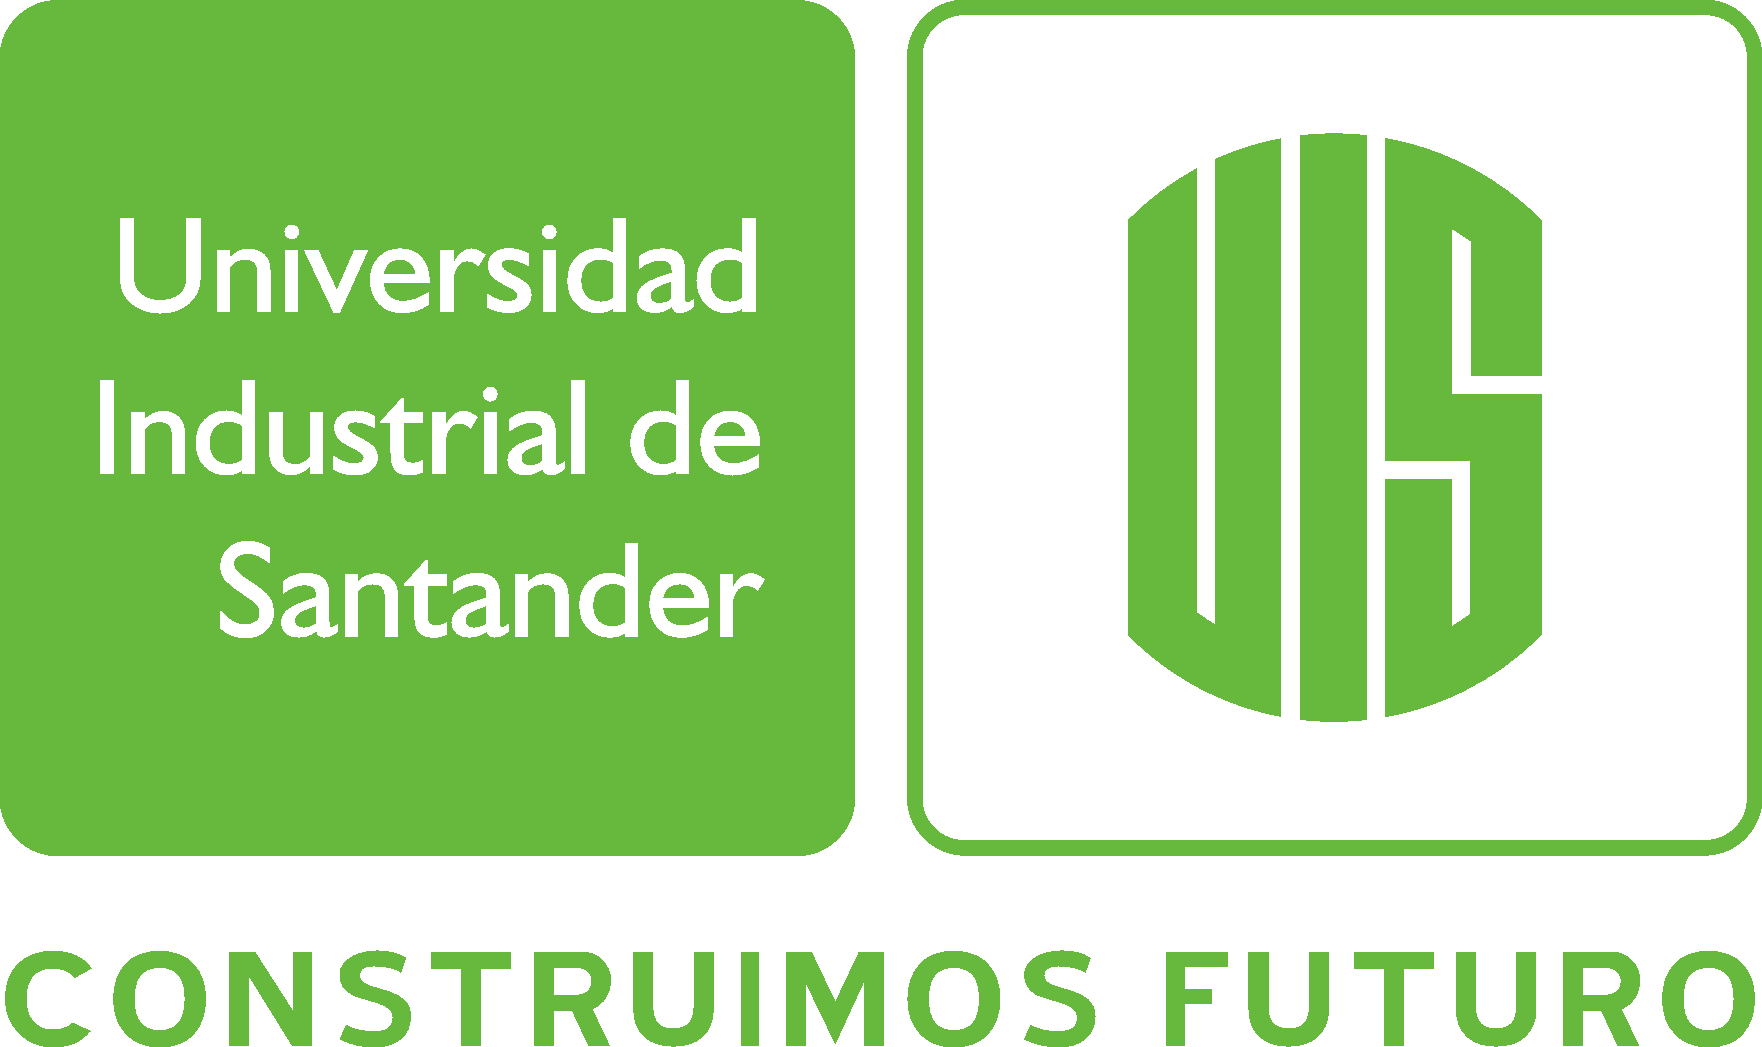 Universidad
Industrial de
Santander
UIS
CONSTRUIMOS FUTURO